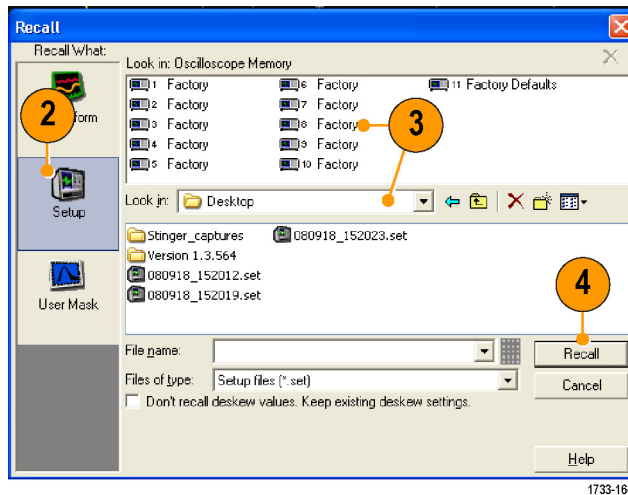 Recall
Recall What:
Look in: Oscilloscope Memory
1 Factory
2 Factory
3 Factory
4 Factory
5 Factory
6 Factory
7 Factory
8 Factory
9 Factory
10 Factory
11 Factory Defaults
2
form
3
Setup
Look in: Desktop
Stinger_captures
Version 1.3.564
080918_152012.set
080918_152019.set
080918_152023.set
User Mask
4
File name:
Recall
Files of type: Setup files (*.set)
Cancel
Don't recall deskew values. Keep existing deskew settings.
Help
1733-16